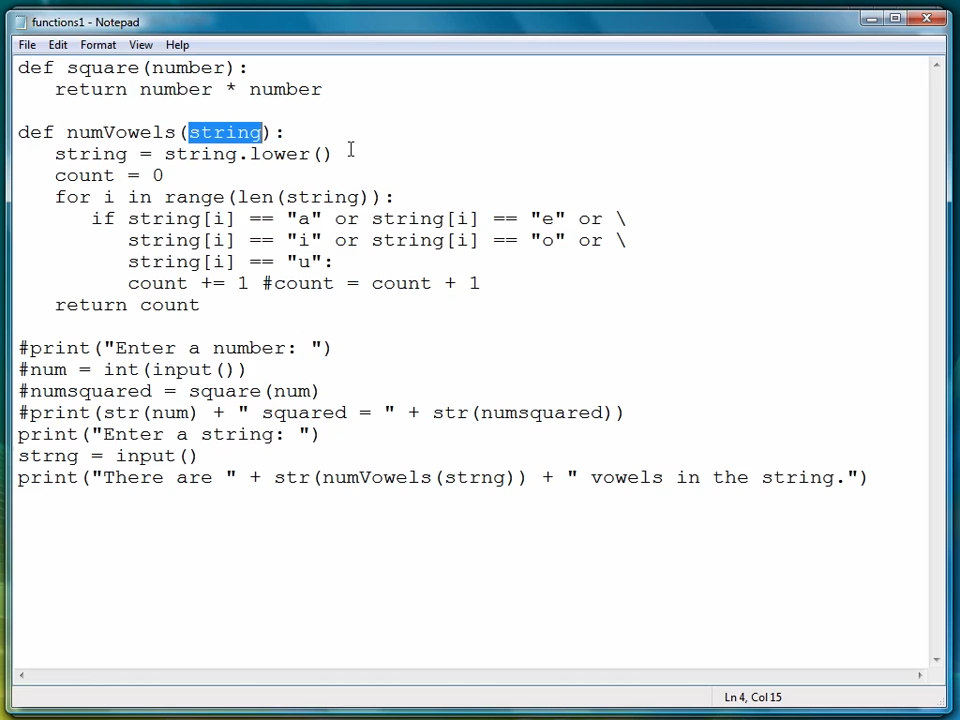 functions1 - Notepad
File Edit Format View Help
def square(number):
   return number * number

def numVowels(string):
   string = string.lower()
   count = 0
   for i in range(len(string)):
      if string[i] == "a" or string[i] == "e" or \
         string[i] == "i" or string[i] == "o" or \
         string[i] == "u":
         count += 1 #count = count + 1
   return count

#print("Enter a number: ")
#num = int(input())
#numsquared = square(num)
#print(str(num) + " squared = " + str(numsquared))
print("Enter a string: ")
strng = input()
print("There are " + str(numVowels(strng)) + " vowels in the string.")
Ln 4, Col 15